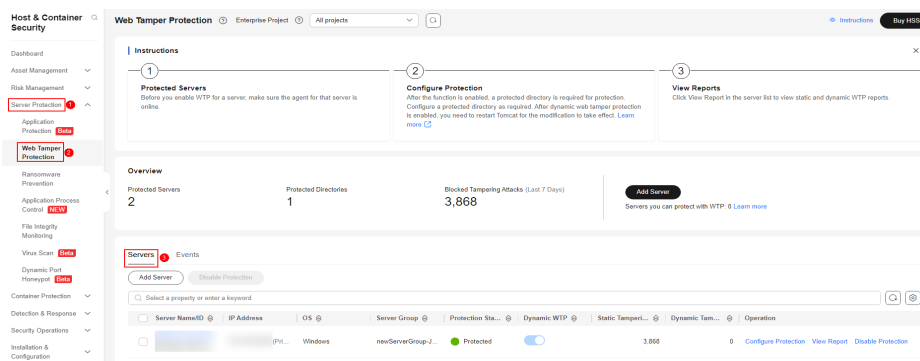 Host & Container
Security
Dashboard
Asset Management
Risk Management
Server Protection 1
Application
Protection Beta
Web Tamper
Protection 2
Ransomware
Prevention
Application Process
Control NEW
File Integrity
Monitoring
Virus Scan Beta
Dynamic Port
Honeypot Beta
Container Protection
Detection & Response
Security Operations
Installation &
Configuration
Web Tamper Protection Enterprise Project All projects Instructions Buy HSS
Instructions
1
Protected Servers
Before you enable WTP for a server, make sure the agent for that server is
online.
2
Configure Protection
After the function is enabled, a protected directory is required for protection.
Configure a protected directory as required. After dynamic web tamper protection
is enabled, you need to restart Tomcat for the modification to take effect. Learn
more
3
View Reports
Click View Report in the server list to view static and dynamic WTP reports.
Overview
Protected Servers
2
Protected Directories
1
Blocked Tampering Attacks (Last 7 Days)
3,868
Add Server
Servers you can protect with WTP: 0 Learn more
Servers 3 Events
Add Server Disable Protection
Select a property or enter a keyword.
Server Name/ID IP Address OS Server Group Protection Sta... Dynamic WTP Static Tamperi... Dynamic Tam... Operation
(Pri... Windows newServerGroup-J... Protected 3,868 0 Configure Protection View Report Disable Protection